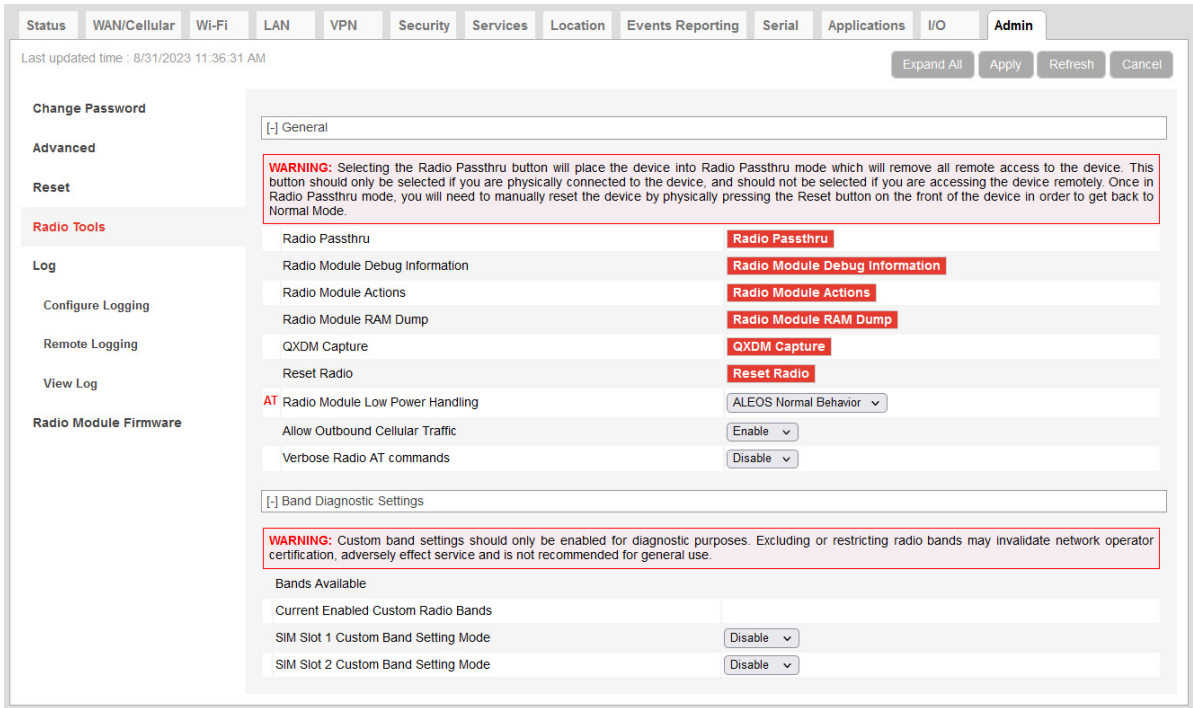 Status WAN/Cellular Wi-Fi LAN VPN Security Services Location Events Reporting Serial Applications I/O Admin
Last updated time : 8/31/2023 11:36:31 AM
Expand All Apply Refresh Cancel
Change Password
Advanced
Reset
Radio Tools
Log
Configure Logging
Remote Logging
View Log
Radio Module Firmware
[-] General
WARNING: Selecting the Radio Passthru button will place the device into Radio Passthru mode which will remove all remote access to the device. This
button should only be selected if you are physically connected to the device, and should not be selected if you are accessing the device remotely. Once in
Radio Passthru mode, you will need to manually reset the device by physically pressing the Reset button on the front of the device in order to get back to
Normal Mode.
Radio Passthru Radio Passthru
Radio Module Debug Information Radio Module Debug Information
Radio Module Actions Radio Module Actions
Radio Module RAM Dump Radio Module RAM Dump
QXDM Capture QXDM Capture
Reset Radio Reset Radio
AT Radio Module Low Power Handling ALEOS Normal Behavior
Allow Outbound Cellular Traffic Enable
Verbose Radio AT commands Disable
[-] Band Diagnostic Settings
WARNING: Custom band settings should only be enabled for diagnostic purposes. Excluding or restricting radio bands may invalidate network operator
certification, adversely effect service and is not recommended for general use.
Bands Available
Current Enabled Custom Radio Bands
SIM Slot 1 Custom Band Setting Mode Disable
SIM Slot 2 Custom Band Setting Mode Disable